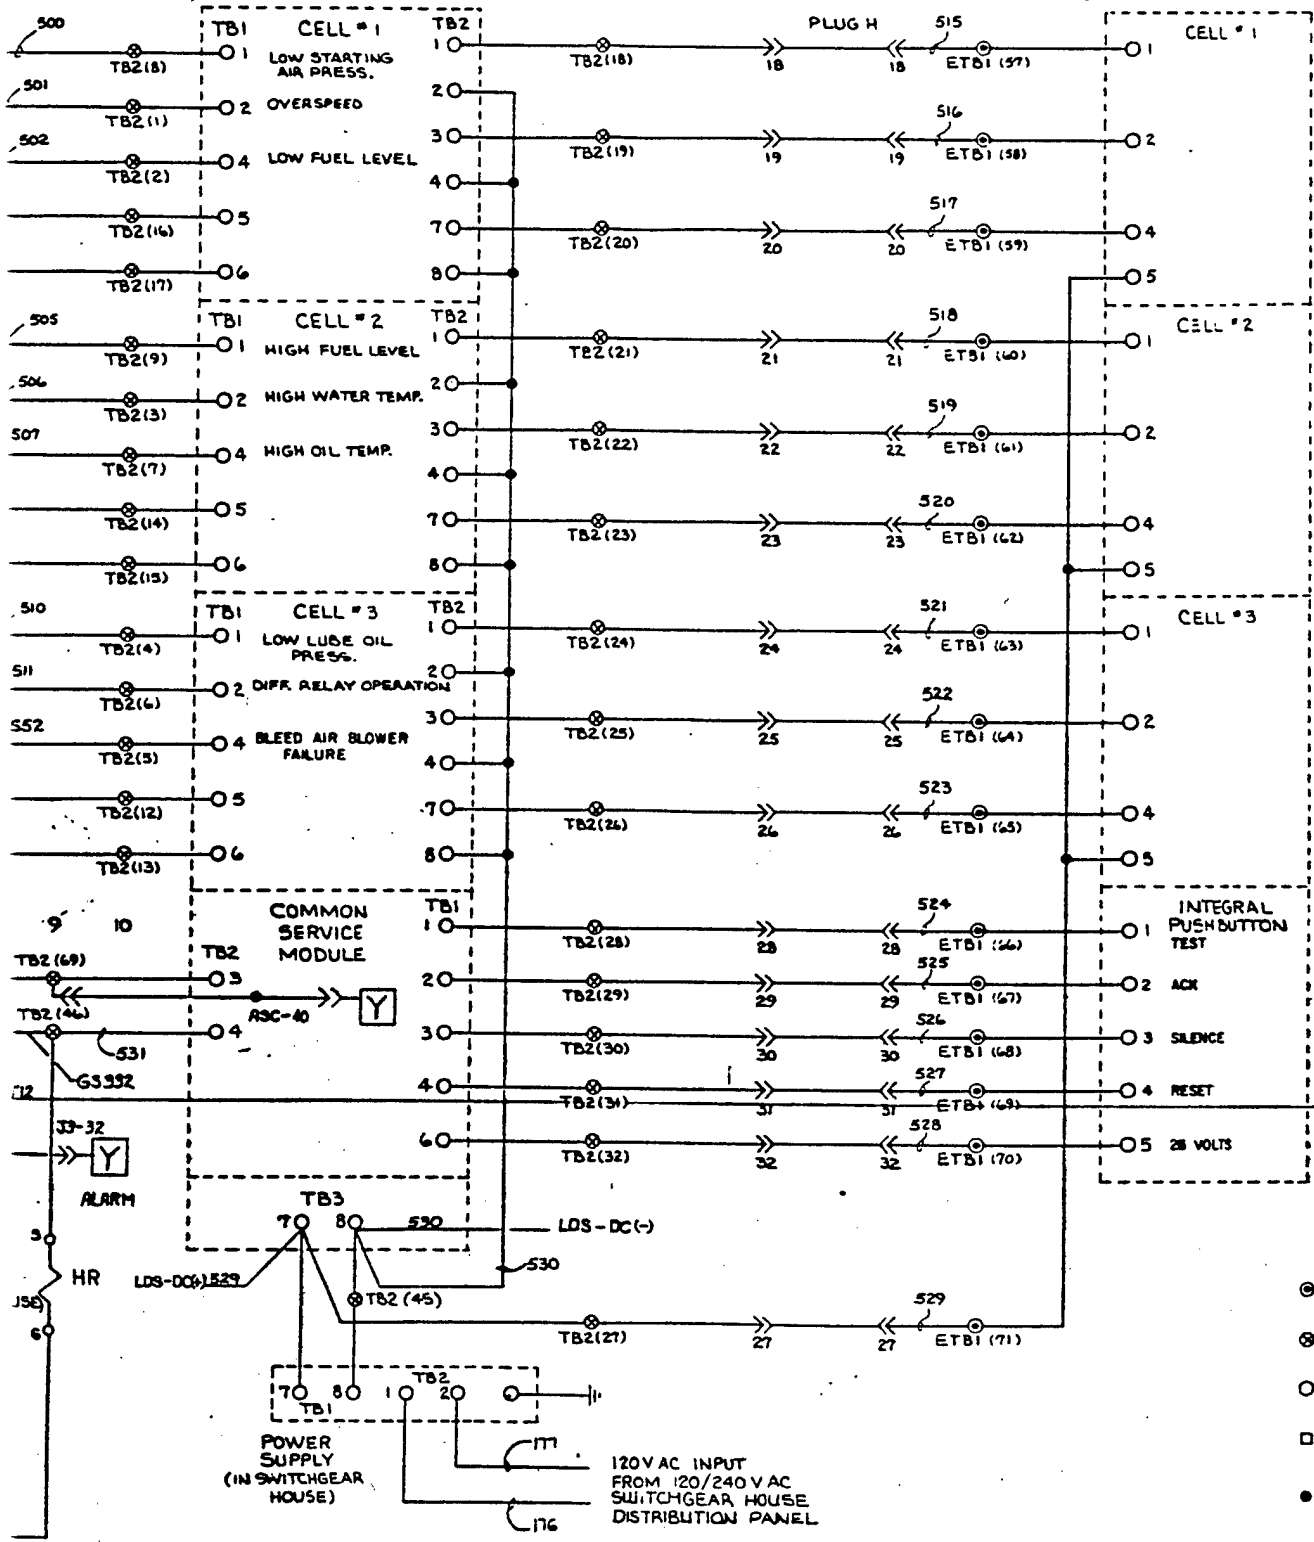 500
TB1 CELL #1 TB2 PLUG H 515 CELL #1
TB2(8) 1 LOW STARTING 1 TB2(18) 18 18 ETB1 (57) 1
AIR PRESS.
501
TB2(1) 2 OVERSPEED 2
516
3 TB2(19) 19 19 ETB1 (58) 2
502
TB2(2) 4 LOW FUEL LEVEL 4
517
TB2(16) 5 7 TB2(20) 20 20 ETB1 (59) 4
TB2(17) 6 8 5
505
TB1 CELL #2 TB2 518 CELL #2
TB2(9) 1 HIGH FUEL LEVEL 1 TB2(21) 21 21 ETB1 (60) 1
506
TB2(3) 2 HIGH WATER TEMP. 2
519
3 TB2(22) 22 22 ETB1 (61) 2
507
TB2(7) 4 HIGH OIL TEMP. 4
520
TB2(14) 5 7 TB2(23) 23 23 ETB1 (62) 4
TB2(15) 6 8 5
510
TB1 CELL #3 TB2 521 CELL #3
TB2(4) 1 LOW LUBE OIL 1 TB2(24) 24 24 ETB1 (63) 1
PRESS.
511
TB2(6) 2 DIFF. RELAY OPERATION 2
522
3 TB2(25) 25 25 ETB1 (64) 2
552
TB2(5) 4 BLEED AIR BLOWER 4
FAILURE
523
TB2(12) 5 7 TB2(26) 26 26 ETB1 (65) 4
TB2(13) 6 8 5
9 10 COMMON TB1 524 INTEGRAL
SERVICE 1 TB2(28) 28 28 ETB1 (66) 1 PUSHBUTTON
MODULE TEST
TB2(69) TB2 3 525
2 TB2(29) 29 29 ETB1 (67) 2 ACK
ASC-40 Y
TB2(46) 4 526
531 3 TB2(30) 30 30 ETB1 (68) 3 SILENCE
GS992 527
4 TB2(31) 31 31 ETB1 (69) 4 RESET
J9-32 528
Y 6 TB2(32) 32 32 ETB1 (70) 5 28 VOLTS
ALARM
TB3
7 8 530 LDS-DC(-)
HR LDS-DC(+) 529 530
TB2(45) 529
6 TB2(27) 27 27 ETB1 (71)
TB2
7 8 1 2
TB1
POWER 177
SUPPLY 120V AC INPUT
(IN SWITCHGEAR FROM 120/240 V AC
HOUSE) SWITCHGEAR HOUSE
176 DISTRIBUTION PANEL